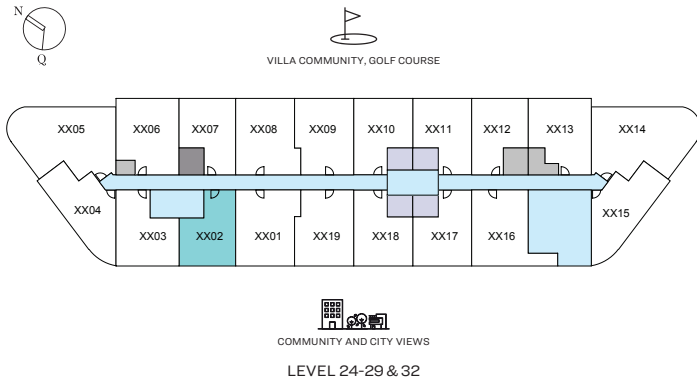 N
Q
VILLA COMMUNITY, GOLF COURSE
XX05 XX06 XX07 XX08 XX09 XX10 XX11 XX12 XX13 XX14
XX04 XX03 XX02 XX01 XX19 XX18 XX17 XX16 XX15
COMMUNITY AND CITY VIEWS
LEVEL 24-29 & 32